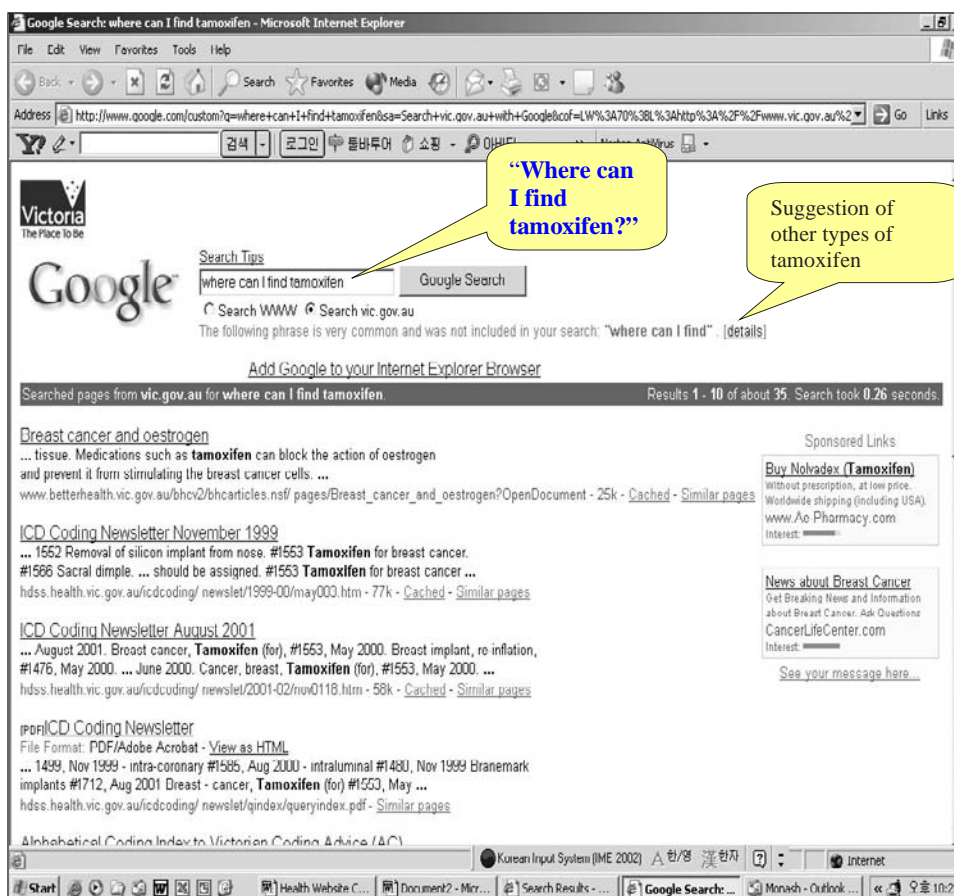 Google Search: where can I find tamoxifen - Microsoft Internet Explorer
File Edit View Favorites Tools Help
Back Search Favorites Media
Address http://www.google.com/custom?q=where+can+I+find+tamoxifen&sa=Search+vic.gov.au+with+Google&cof=LW%3A70%3BL%3Ahttp%3A%2F%2Fwww.vic.gov.au%2 Go Links
Y? 검색 로그인 툴바투어 쇼핑
“Where can
I find
tamoxifen?”
Suggestion of
other types of
tamoxifen
Victoria
The Place To Be
Google™
Search Tips
where can I find tamoxifen Google Search
Search WWW Search vic.gov.au
The following phrase is very common and was not included in your search: "where can I find" . [details]
Add Google to your Internet Explorer Browser
Searched pages from vic.gov.au for where can I find tamoxifen. Results 1 - 10 of about 35. Search took 0.26 seconds.
Breast cancer and oestrogen
... tissue. Medications such as tamoxifen can block the action of oestrogen
and prevent it from stimulating the breast cancer cells. ...
www.betterhealth.vic.gov.au/bhcv2/bhcarticles.nsf/ pages/Breast_cancer_and_oestrogen?OpenDocument - 25k - Cached - Similar pages
ICD Coding Newsletter November 1999
... 1552 Removal of silicon implant from nose. #1553 Tamoxifen for breast cancer.
#1566 Sacral dimple. ... should be assigned. #1553 Tamoxifen for breast cancer ...
hdss.health.vic.gov.au/icdcoding/ newslet/1999-00/may003.htm - 77k - Cached - Similar pages
ICD Coding Newsletter August 2001
... August 2001. Breast cancer, Tamoxifen (for), #1553, May 2000. Breast implant, re-inflation,
#1476, May 2000. ... June 2000. Cancer, breast, Tamoxifen (for), #1553, May 2000. ...
hdss.health.vic.gov.au/icdcoding/ newslet/2001-02/nov0118.htm - 58k - Cached - Similar pages
[PDF]ICD Coding Newsletter
File Format: PDF/Adobe Acrobat - View as HTML
... 1499, Nov 1999 - intra-coronary #1585, Aug 2000 - intraluminal #1480, Nov 1999 Branemark
implants #1712, Aug 2001 Breast - cancer, Tamoxifen (for) #1553, May ...
hdss.health.vic.gov.au/icdcoding/ newslet/qindex/queryindex.pdf - Similar pages
Alphabetical Coding Index to Victorian Coding Advice (AC)
Sponsored Links
Buy Nolvadex (Tamoxifen)
Without prescription, at low price.
Worldwide shipping (including USA).
www.Ac-Pharmacy.com
Interest:
News about Breast Cancer
Get Breaking News and Information
about Breast Cancer. Ask Questions
CancerLifeCenter.com
Interest:
See your message here...
Korean Input System (IME 2002) A 한/영 漢 한자 ? Internet
Start Health Website C... Document2 - Micr... Search Results - ... Google Search: ... Monash - Outlook ... « 오후 10:2